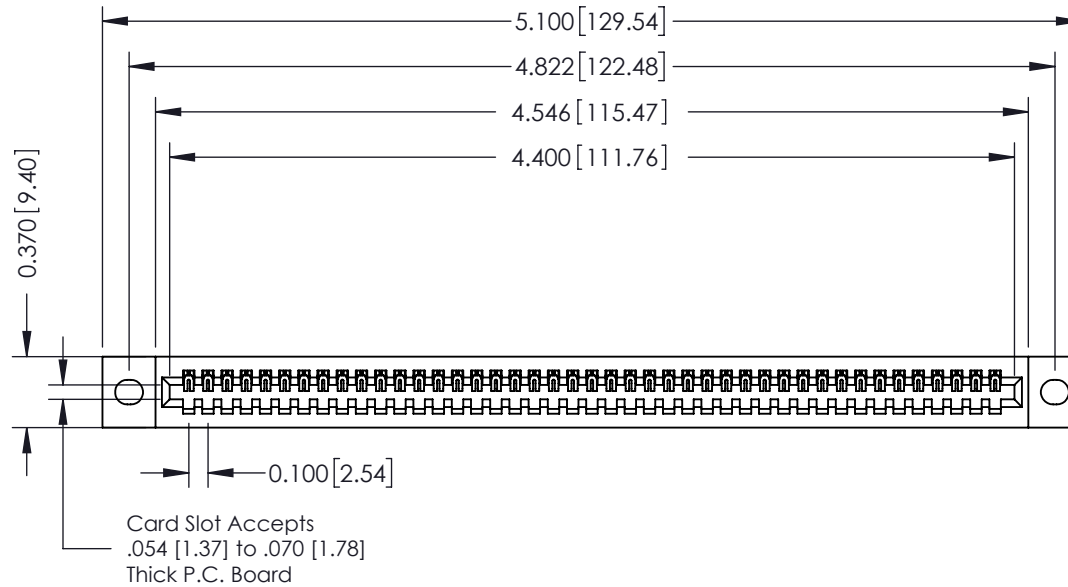 5.100 [129.54]
4.822 [122.48]
4.546 [115.47]
4.400 [111.76]
0.370 [9.40]
0.100 [2.54]
Card Slot Accepts
.054 [1.37] to .070 [1.78]
Thick P.C. Board